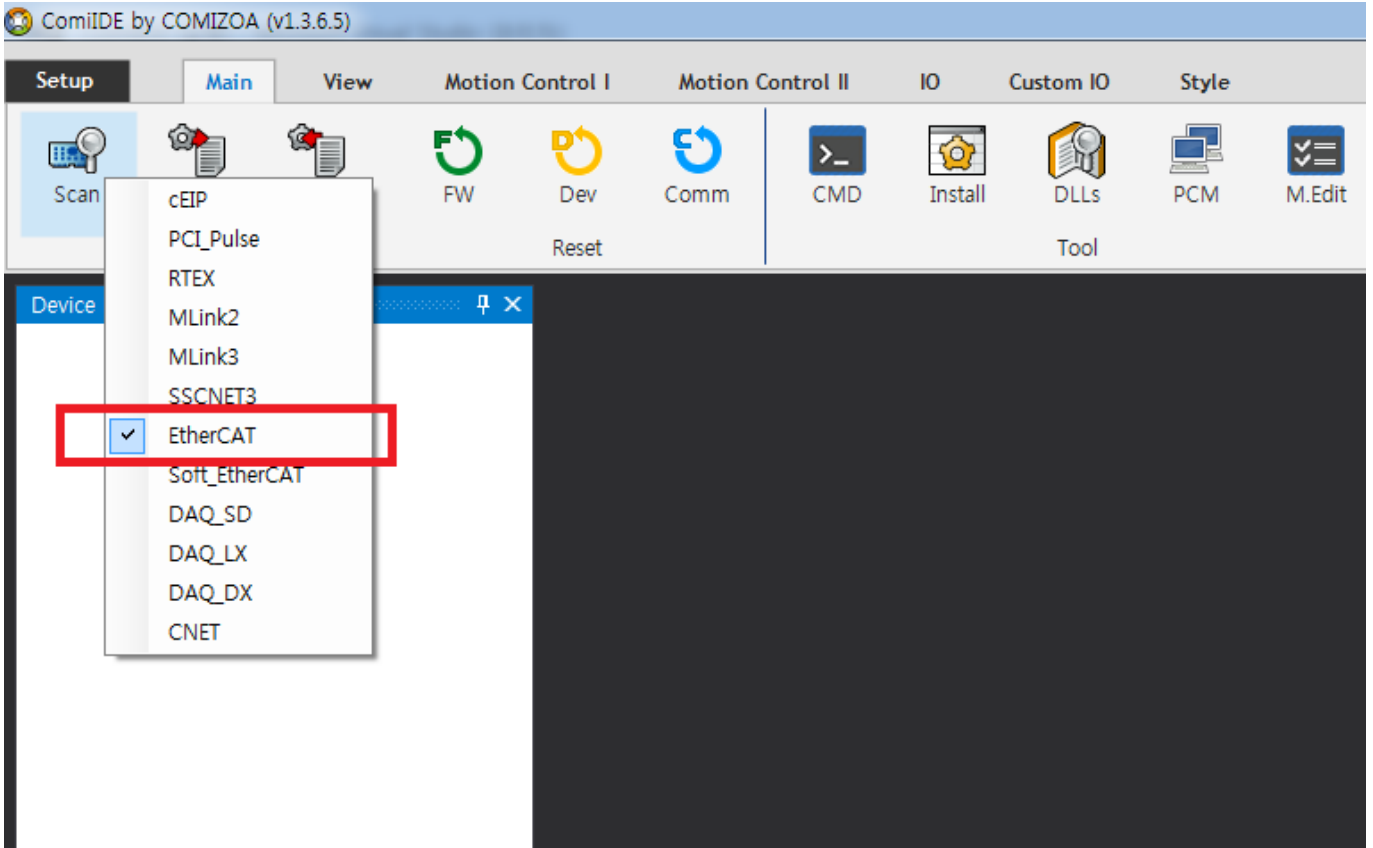 ComiIDE by COMIZOA (v1.3.6.5)
Setup Main View Motion Control I Motion Control II IO Custom IO Style
Scan FW Dev Comm CMD Install DLLs PCM M.Edit
Reset Tool
Device
cEIP
PCI_Pulse
RTEX
MLink2
MLink3
SSCNET3
EtherCAT
Soft_EtherCAT
DAQ_SD
DAQ_LX
DAQ_DX
CNET